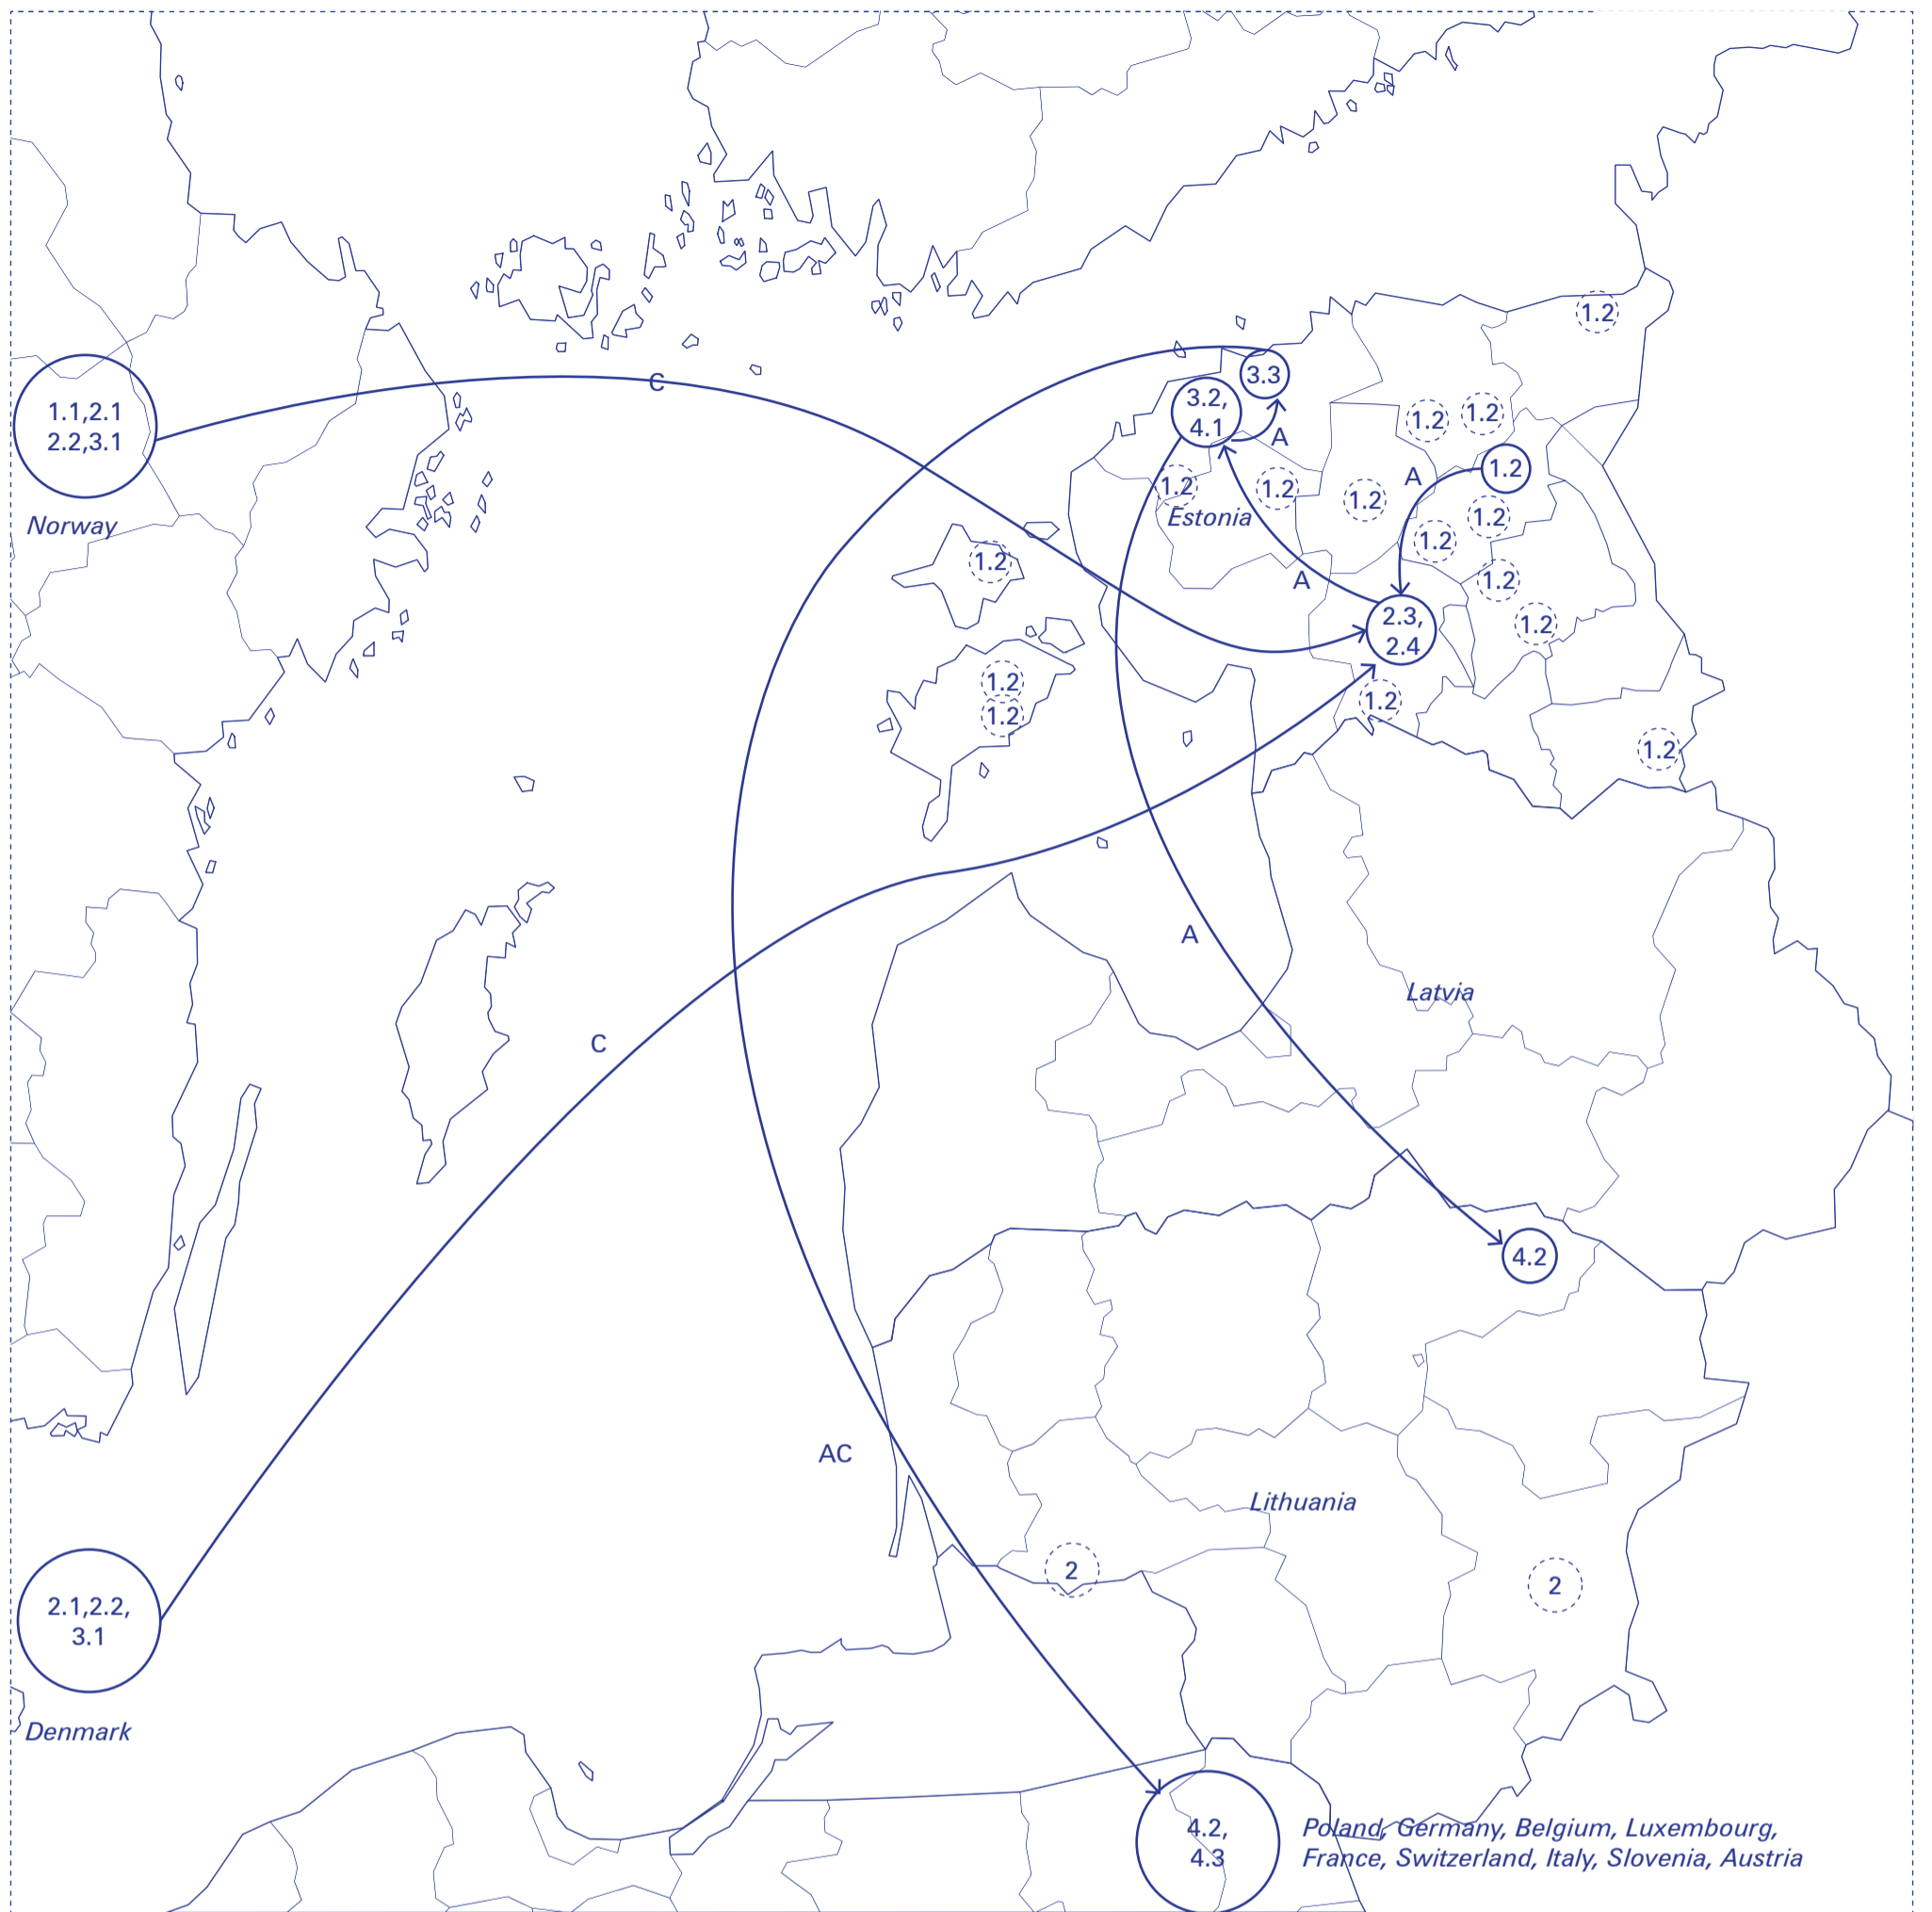 1.2
3.3
C
3.2,
4.1
1.1,2.1
2.2,3.1
1.2
1.2
A
1.2
A
1.2
1.2
1.2
Estonia
1.2
Norway
1.2
1.2
A
1.2
2.3,
2.4
1.2
1.2
1.2
1.2
1.2
A
Latvia
C
4.2
AC
Lithuania
2
2
2.1,2.2,
3.1
Denmark
4.2,
4.3
Poland, Germany, Belgium, Luxembourg,
France, Switzerland, Italy, Slovenia, Austria